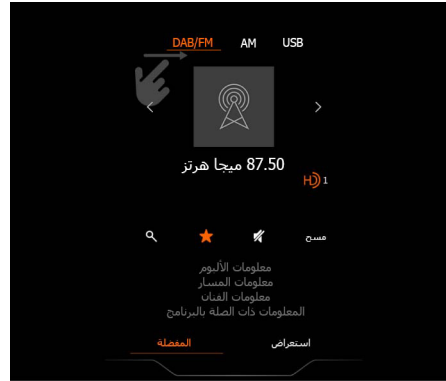 DAB/FM AM USB
87.50 ميجا هرتز
HD 1
مسح
معلومات الألبوم
معلومات المسار
معلومات الفنان
المعلومات ذات الصلة بالبرنامج
استعراض المفضلة